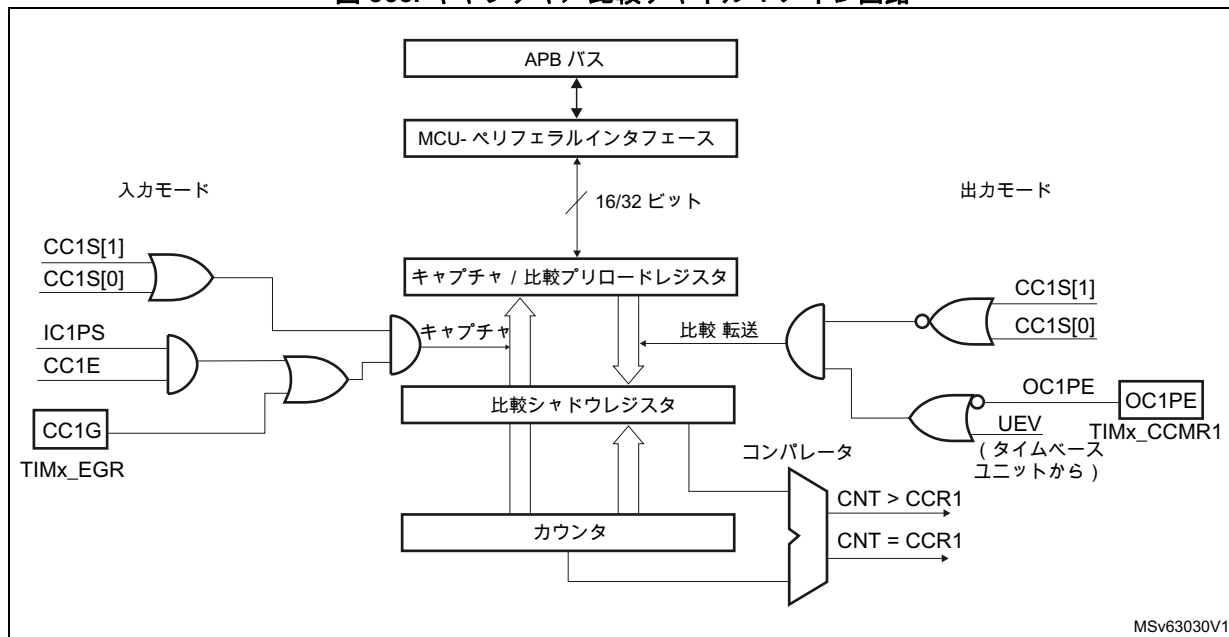 APB バス
MCU- ペリフェラルインタフェース
16/32 ビット
入力モード
出力モード
CC1S[1]
CC1S[0]
IC1PS
CC1E
CC1G
TIMx_EGR
キャプチャ / 比較プリロードレジスタ
キャプチャ
比較 転送
CC1S[1]
CC1S[0]
比較シャドウレジスタ
OC1PE
OC1PE
UEV
TIMx_CCMR1
( タイムベース
ユニットから )
コンパレータ
CNT > CCR1
CNT = CCR1
カウンタ
MSv63030V1